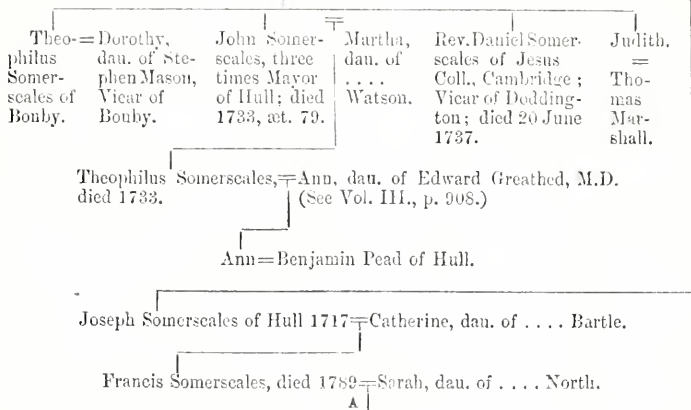 Theo-= Dorothy,
philus dau. of Ste-
Somer- phen Mason,
scales of Vicar of
Bonby. Bonby.
John Somer-
scales, three
times Mayor
of Hull; died
1733, æt. 79.
Martha,
dau. of
. . . .
Watson.
Rev. Daniel Somer-
scales of Jesus
Coll., Cambridge;
Vicar of Dodding-
ton; died 20 June
1737.
Judith.
=
Tho-
mas
Mar-
shall.
Theophilus Somerscales,=Ann, dau. of Edward Greathed, M.D.
died 1733. (See Vol. III., p. 908.)
Ann=Benjamin Pead of Hull.
Joseph Somerscales of Hull 1717=Catherine, dau. of . . . . Bartle.
Francis Somerscales, died 1789=Sarah, dau. of . . . . North.
A